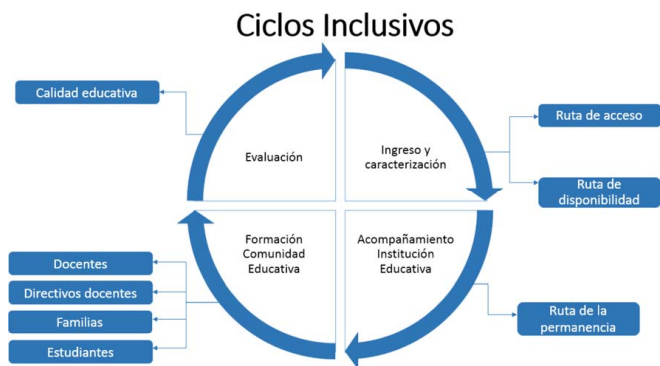 Ciclos Inclusivos
Calidad educativa
Evaluación
Ingreso y
caracterización
Ruta de acceso
Ruta de
disponibilidad
Formación
Comunidad
Educativa
Acompañamiento
Institución
Educativa
Docentes
Directivos docentes
Familias
Estudiantes
Ruta de la
permanencia